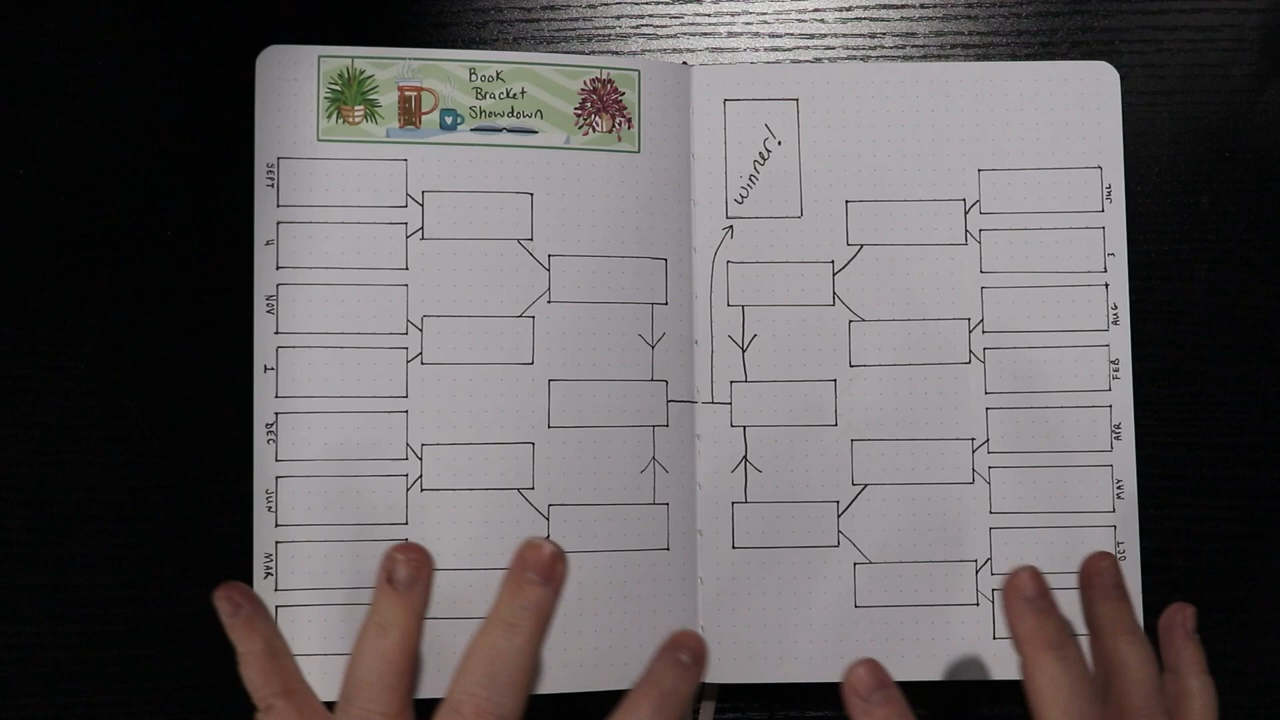 Book
Bracket
Showdown
winner!
SEPT
4
NOV
1
DEC
JUN
MAR
JUL
3
AUG
FEB
APR
MAY
OCT